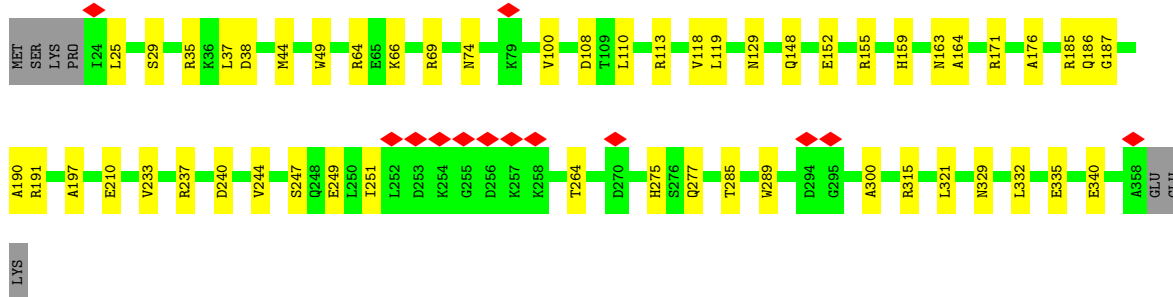 MET SER LYS PRO I24 L25 S29 R35 K36 L37 D38 M44 W49 R64 E65 K66 R69 N74 K79 V100 D108 T109 L110 R113 V118 L119 N129 Q148 E152 R155 H159 N163 A164 R171 A176 R185 Q186 G187
A190 R191 A197 E210 V233 R237 D240 V244 S247 Q248 E249 L250 I251 L252 D253 K254 G255 D256 K257 K258 T264 D270 H275 S276 Q277 T285 W289 D294 G295 A300 R315 L321 N329 L332 E335 E340 A358 GLU GLU
LYS